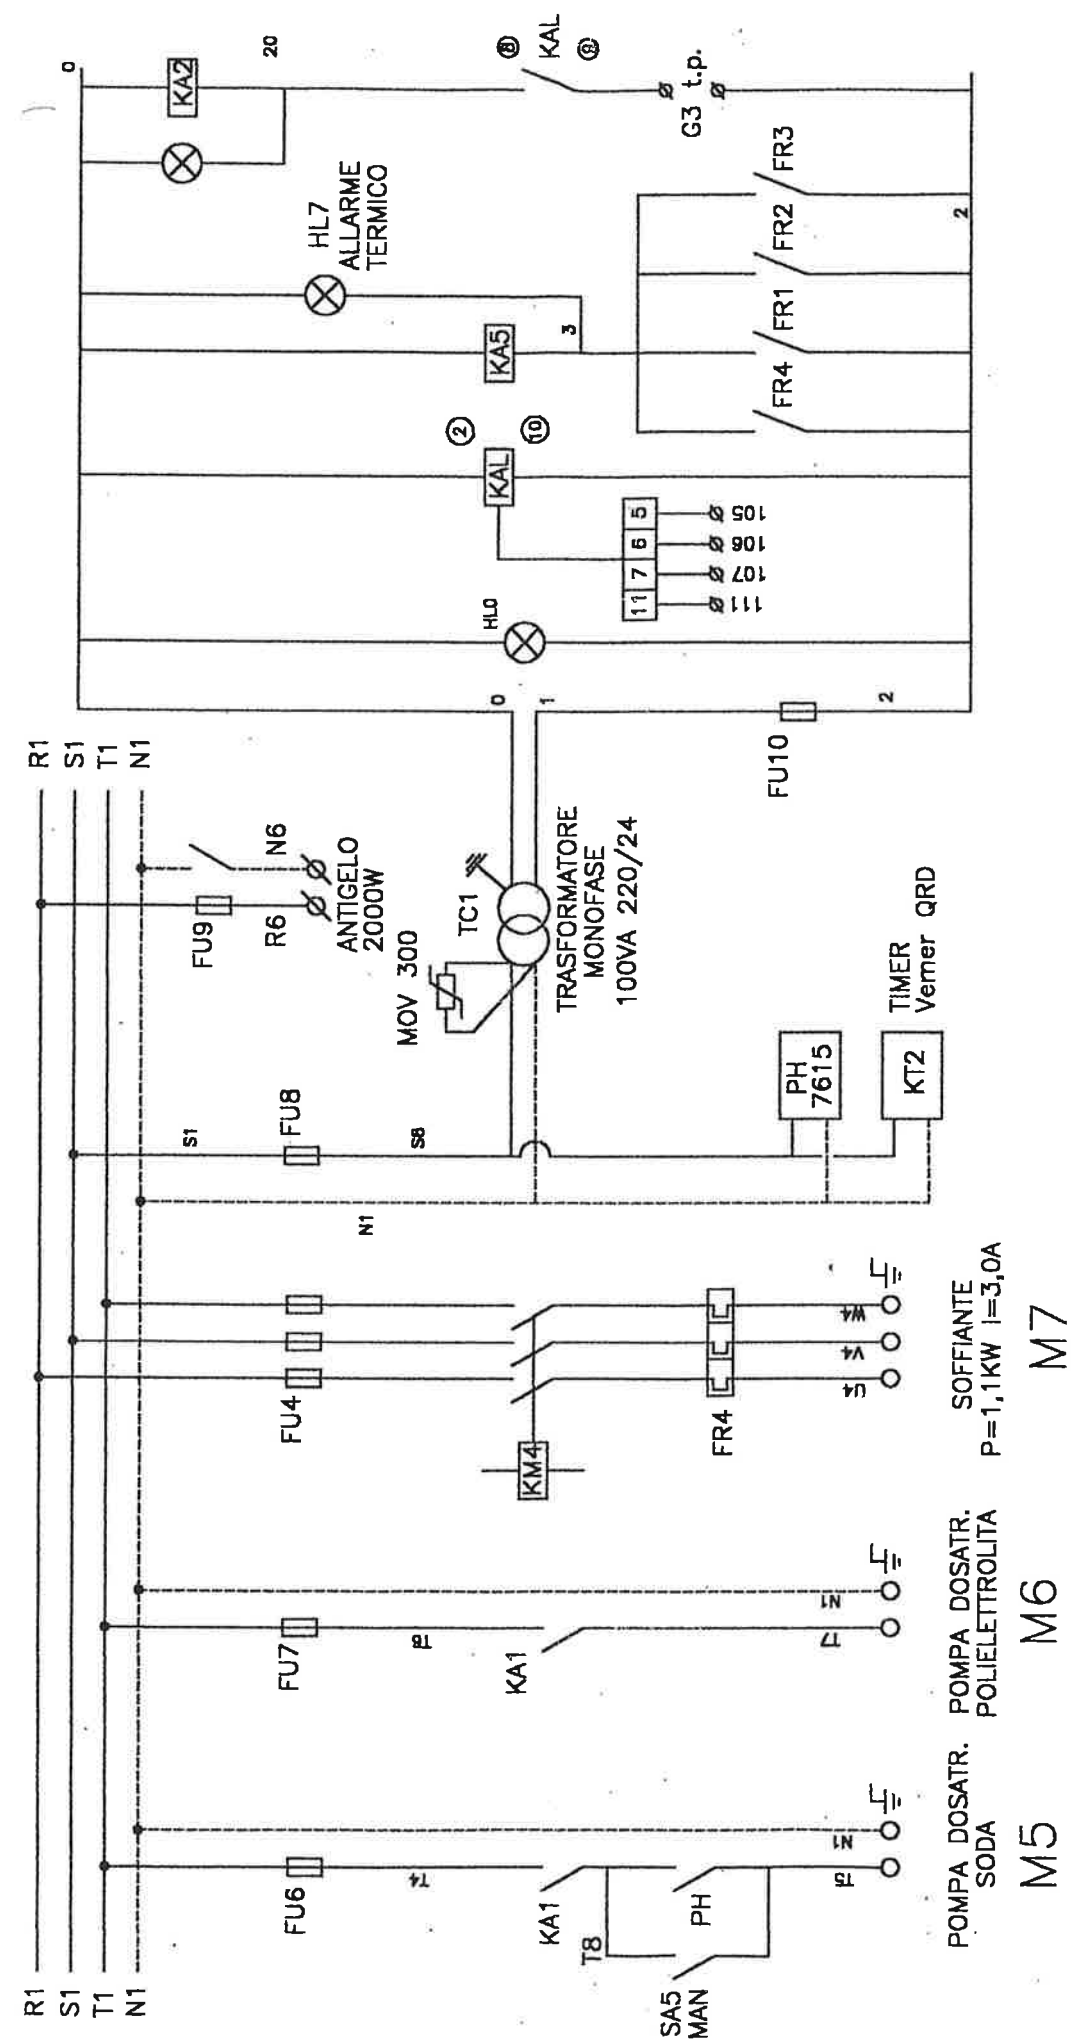 R1
S1
T1
N1
R1
S1
T1
N1
FU6
T4
KA1
T8
SA5
MAN
PH
T5
N1
POMPA DOSATR.
SODA
M5
FU7
T6
KA1
T7
N1
POMPA DOSATR.
POLIELETTROLITA
M6
FU4
KM4
FR4
U4
V4
W4
SOFFIANTE
P=1,1KW I=3,0A
M7
N1
S1
FU8
S6
MOV 300
TC1
TRASFORMATORE
MONOFASE
100VA 220/24
PH
7615
KT2
TIMER
Vemer QRD
FU9
R6
N6
ANTIGELO
2000W
0
1
FU10
2
HL0
KAL
2
10
11
7
6
5
111
107
106
105
KA5
3
HL7
ALLARME
TERMICO
FR4
FR1
FR2
FR3
2
0
KA2
20
8
KAL
9
G3 t.p.